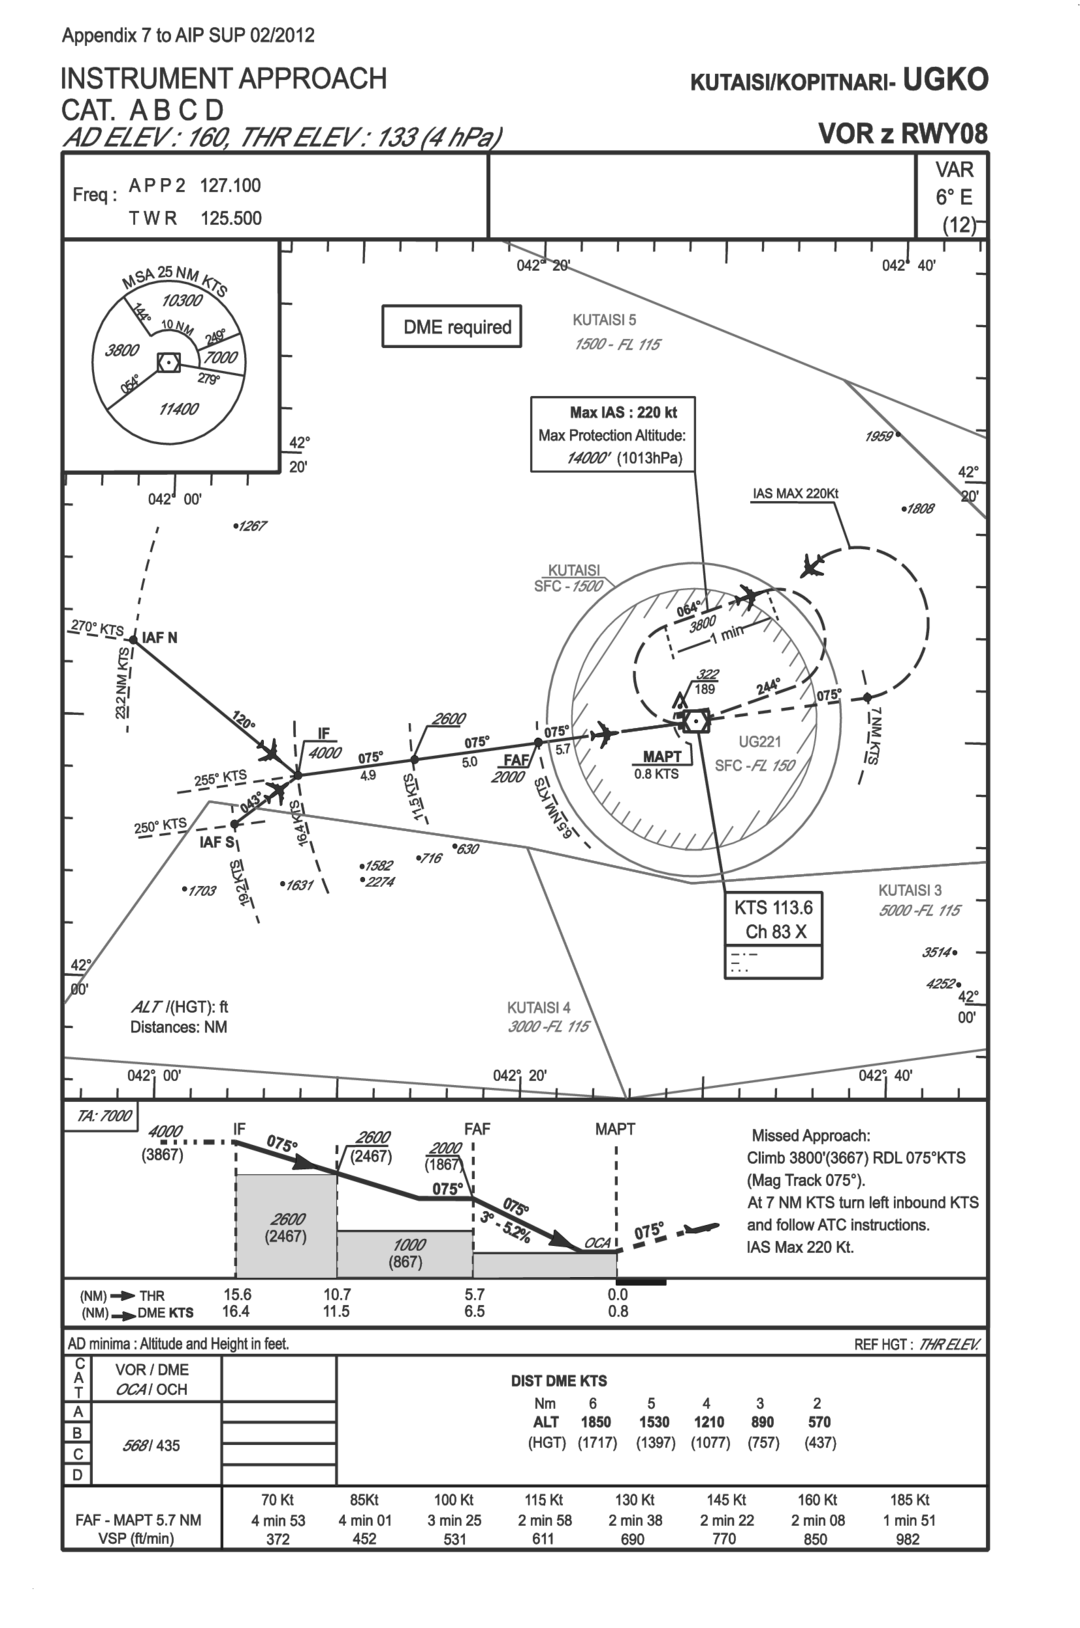 Appendix 7 to AIP SUP 02/2012
INSTRUMENT APPROACH
CAT. A B C D
AD ELEV : 160, THR ELEV : 133 (4 hPa)
KUTAISI/KOPITNARI- UGKO
VOR z RWY08
Freq : APP2 127.100
TWR 125.500
VAR
6° E
(12)
MSA 25 NM KTS
10300
144°
10 NM
249°
3800
7000
279°
054°
11400
042° 20'
042° 40'
DME required
KUTAISI 5
1500 - FL 115
Max IAS : 220 kt
Max Protection Altitude:
14000' (1013hPa)
42°
20'
042° 00'
1959
42°
20'
IAS MAX 220Kt
1808
1267
KUTAISI
SFC - 1500
064°
3800
1 min
270° KTS
IAF N
23.2 NM KTS
322
189
244°
075°
7 NM KTS
120°
IF
4000
2600
075°
4.9
075°
5.0
075°
5.7
FAF
2000
MAPT
0.8 KTS
UG221
SFC -FL 150
255° KTS
043°
250° KTS
IAF S
16.4 KTS
11.5 KTS
6.5 NM KTS
19.2 KTS
630
716
1582
2274
1631
1703
KTS 113.6
Ch 83 X
KUTAISI 3
5000 -FL 115
3514
4252
42°
00'
42°
00'
ALT /(HGT): ft
Distances: NM
KUTAISI 4
3000 -FL 115
042° 00'
042° 20'
042° 40'
TA: 7000
4000
(3867)
IF
075°
2600
(2467)
FAF
2000
(1867)
MAPT
075°
075°
3° - 5.2%
OCA
075°
2600
(2467)
1000
(867)
Missed Approach:
Climb 3800'(3667) RDL 075°KTS
(Mag Track 075°).
At 7 NM KTS turn left inbound KTS
and follow ATC instructions.
IAS Max 220 Kt.
(NM) THR 15.6 10.7 5.7 0.0
(NM) DME KTS 16.4 11.5 6.5 0.8
AD minima : Altitude and Height in feet.
REF HGT : THR ELEV.
CAT
VOR / DME
OCA / OCH
A
B
C
D
568/ 435
DIST DME KTS
Nm 6 5 4 3 2
ALT 1850 1530 1210 890 570
(HGT) (1717) (1397) (1077) (757) (437)
70 Kt 85Kt 100 Kt 115 Kt 130 Kt 145 Kt 160 Kt 185 Kt
FAF - MAPT 5.7 NM 4 min 53 4 min 01 3 min 25 2 min 58 2 min 38 2 min 22 2 min 08 1 min 51
VSP (ft/min) 372 452 531 611 690 770 850 982